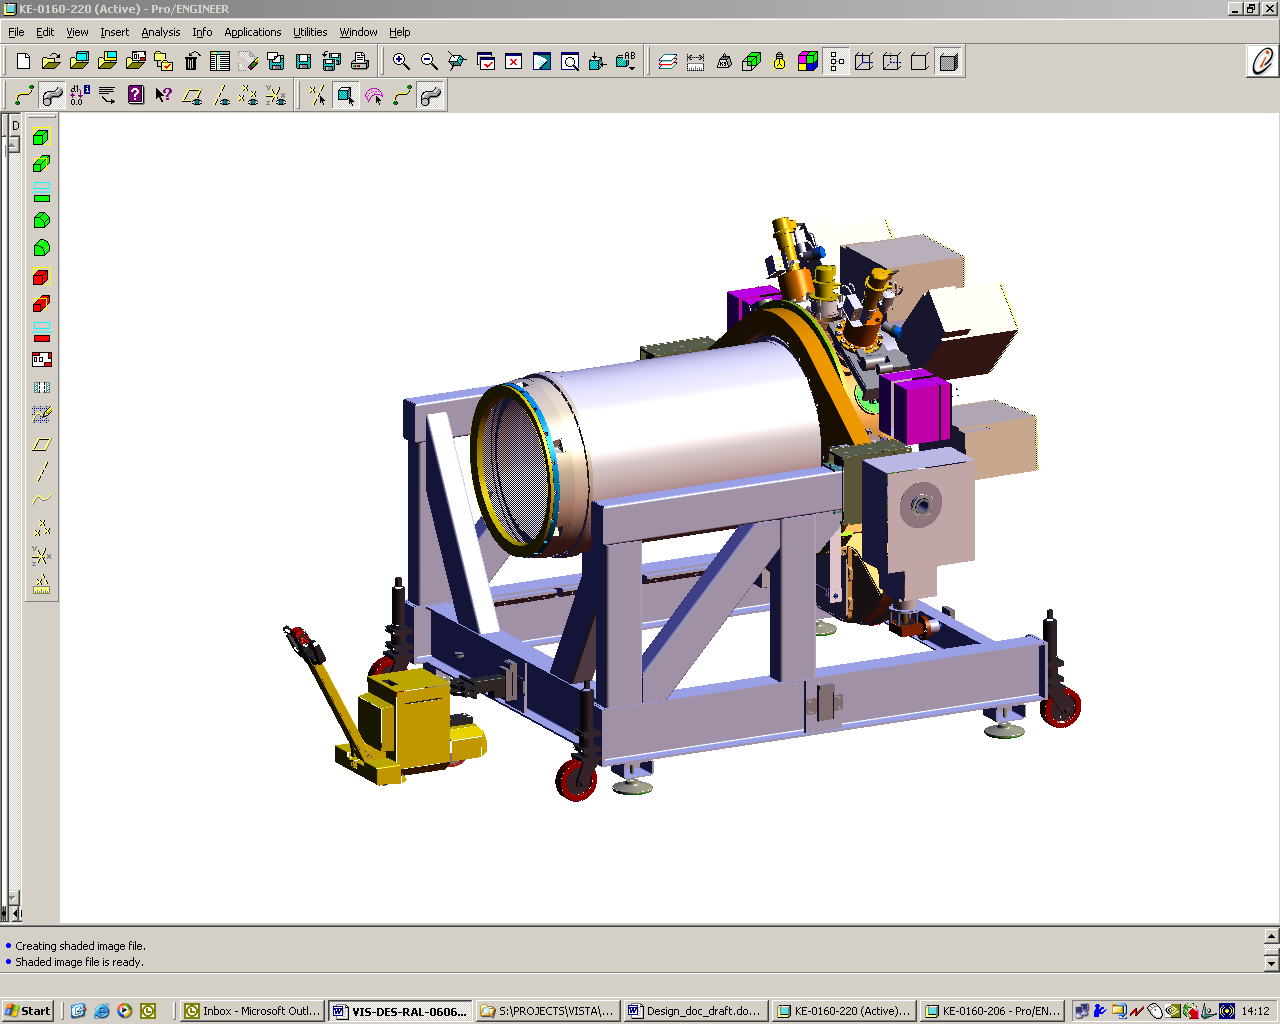 KE-0160-220 (Active) - Pro/ENGINEER
File Edit View Insert Analysis Info Applications Utilities Window Help
D
Creating shaded image file.
Shaded image file is ready.
Start Inbox - Microsoft Outl... VIS-DES-RAL-0606... S:\PROJECTS\VISTA\... Design_doc_draft.do... KE-0160-220 (Active)... KE-0160-206 - Pro/EN... 14:12